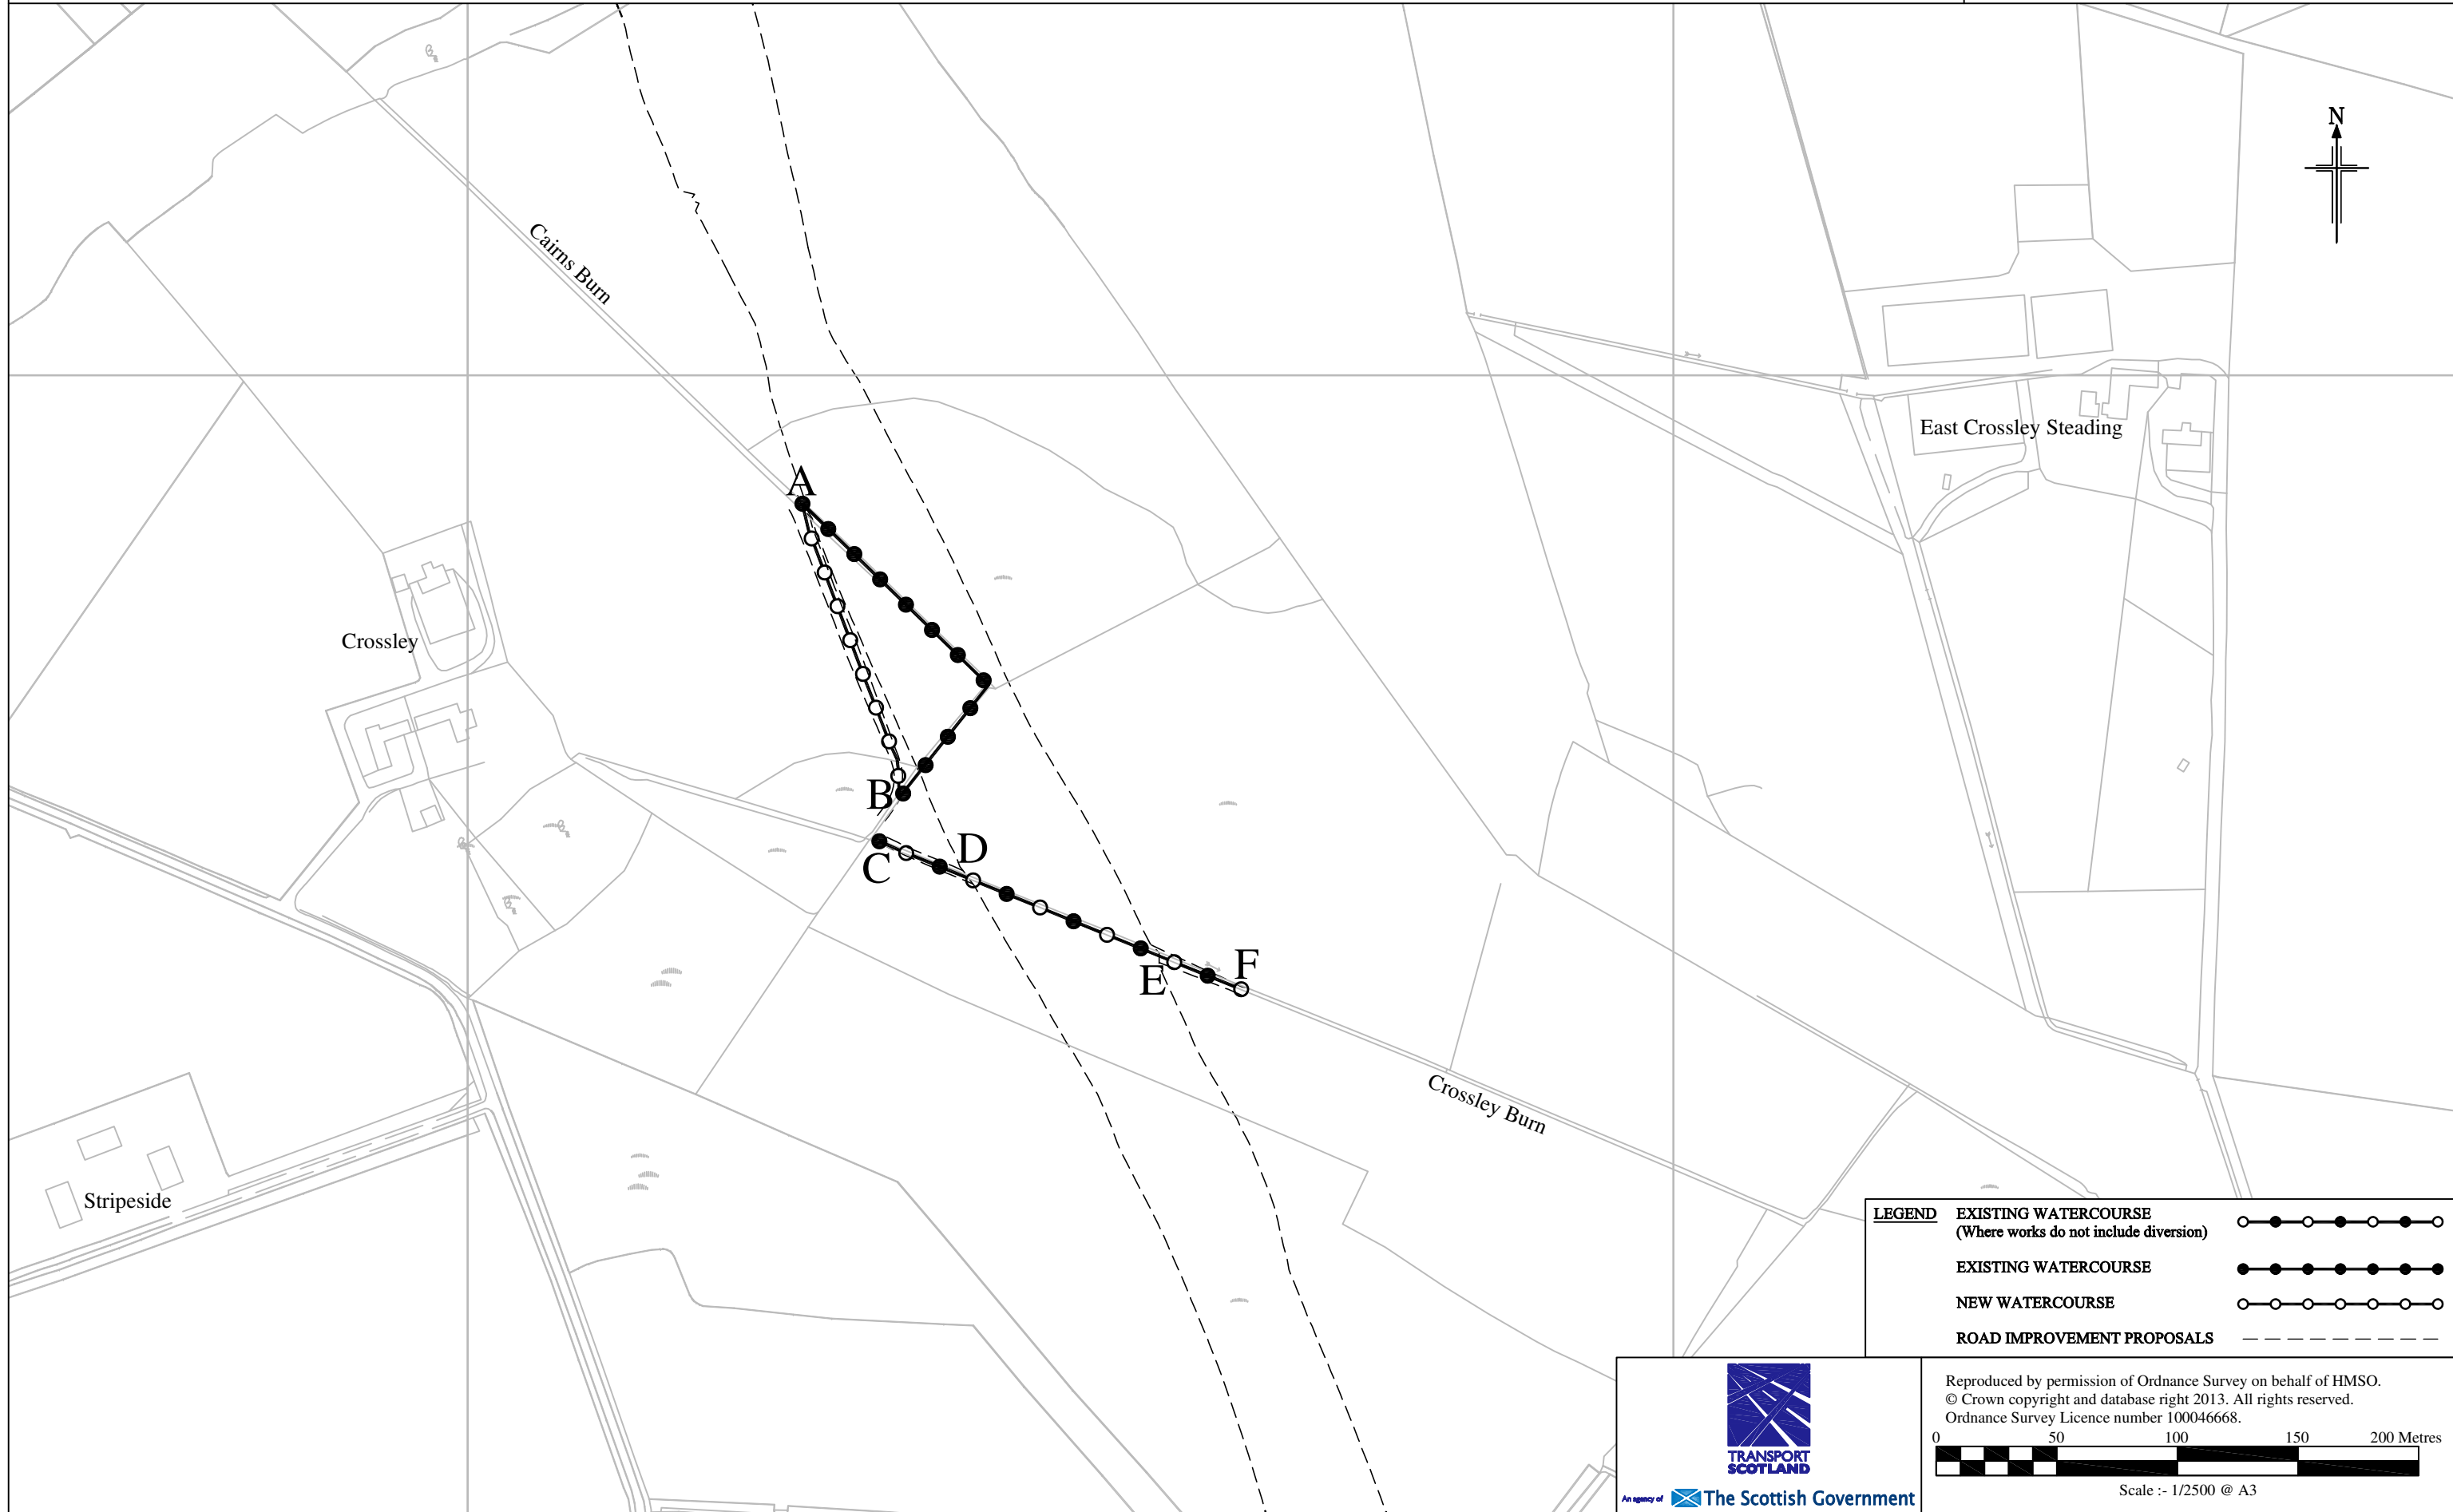 N
Cairns Burn
East Crossley Steading
A
Crossley
B
D
C
F
E
Crossley Burn
Stripeside
LEGEND
EXISTING WATERCOURSE
(Where works do not include diversion)
EXISTING WATERCOURSE
NEW WATERCOURSE
ROAD IMPROVEMENT PROPOSALS
TRANSPORT
SCOTLAND
An agency of The Scottish Government
Reproduced by permission of Ordnance Survey on behalf of HMSO.
© Crown copyright and database right 2013. All rights reserved.
Ordnance Survey Licence number 100046668.
0 50 100 150 200 Metres
Scale :- 1/2500 @ A3